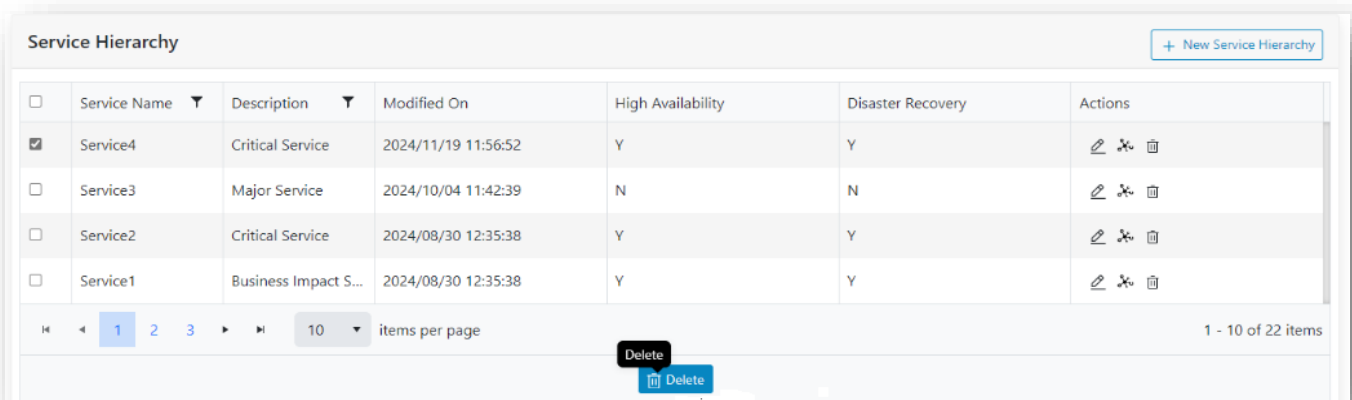 Service Hierarchy
+ New Service Hierarchy
Service Name Description Modified On High Availability Disaster Recovery Actions
Service4 Critical Service 2024/11/19 11:56:52 Y Y
Service3 Major Service 2024/10/04 11:42:39 N N
Service2 Critical Service 2024/08/30 12:35:38 Y Y
Service1 Business Impact S... 2024/08/30 12:35:38 Y Y
1 2 3 10 items per page 1 - 10 of 22 items
Delete
Delete